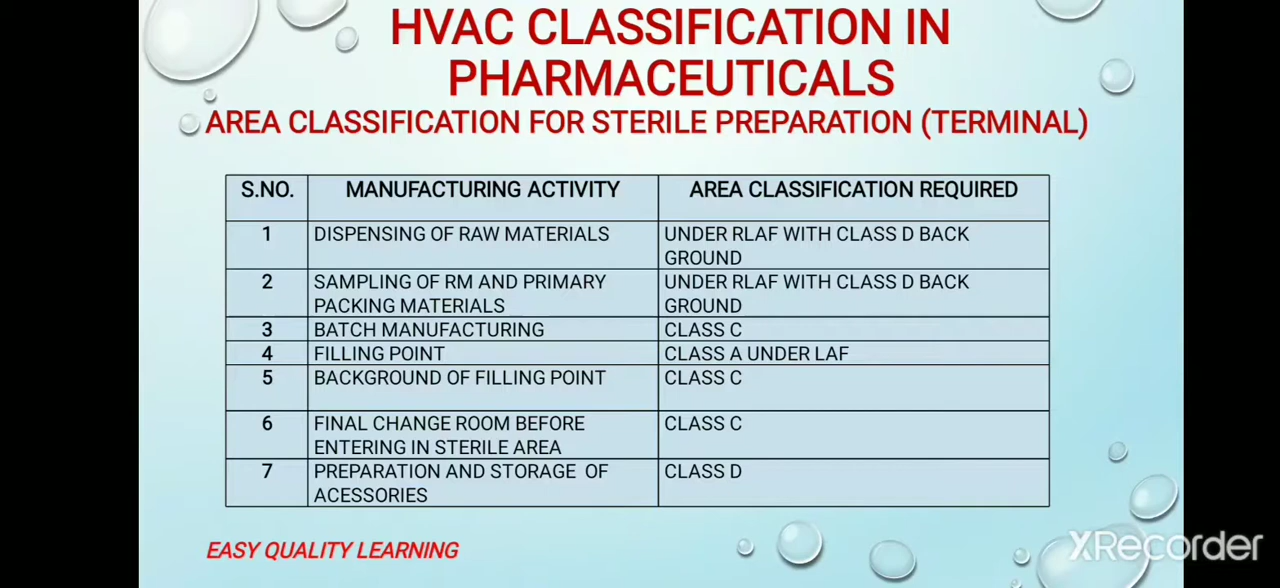 HVAC CLASSIFICATION IN
PHARMACEUTICALS
AREA CLASSIFICATION FOR STERILE PREPARATION (TERMINAL)
S.NO. MANUFACTURING ACTIVITY AREA CLASSIFICATION REQUIRED
1 DISPENSING OF RAW MATERIALS UNDER RLAF WITH CLASS D BACK
GROUND
2 SAMPLING OF RM AND PRIMARY UNDER RLAF WITH CLASS D BACK
PACKING MATERIALS GROUND
3 BATCH MANUFACTURING CLASS C
4 FILLING POINT CLASS A UNDER LAF
5 BACKGROUND OF FILLING POINT CLASS C
6 FINAL CHANGE ROOM BEFORE CLASS C
ENTERING IN STERILE AREA
7 PREPARATION AND STORAGE OF CLASS D
ACESSORIES
EASY QUALITY LEARNING
XRecorder